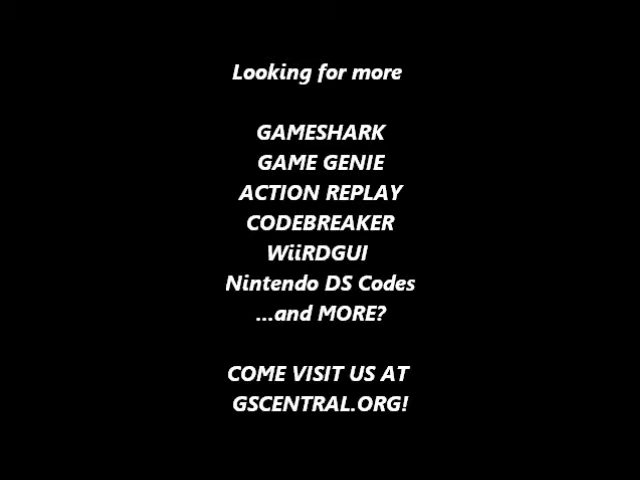 Looking for more
GAMESHARK
GAME GENIE
ACTION REPLAY
CODEBREAKER
WiiRDGUI
Nintendo DS Codes
...and MORE?
COME VISIT US AT
GSCENTRAL.ORG!